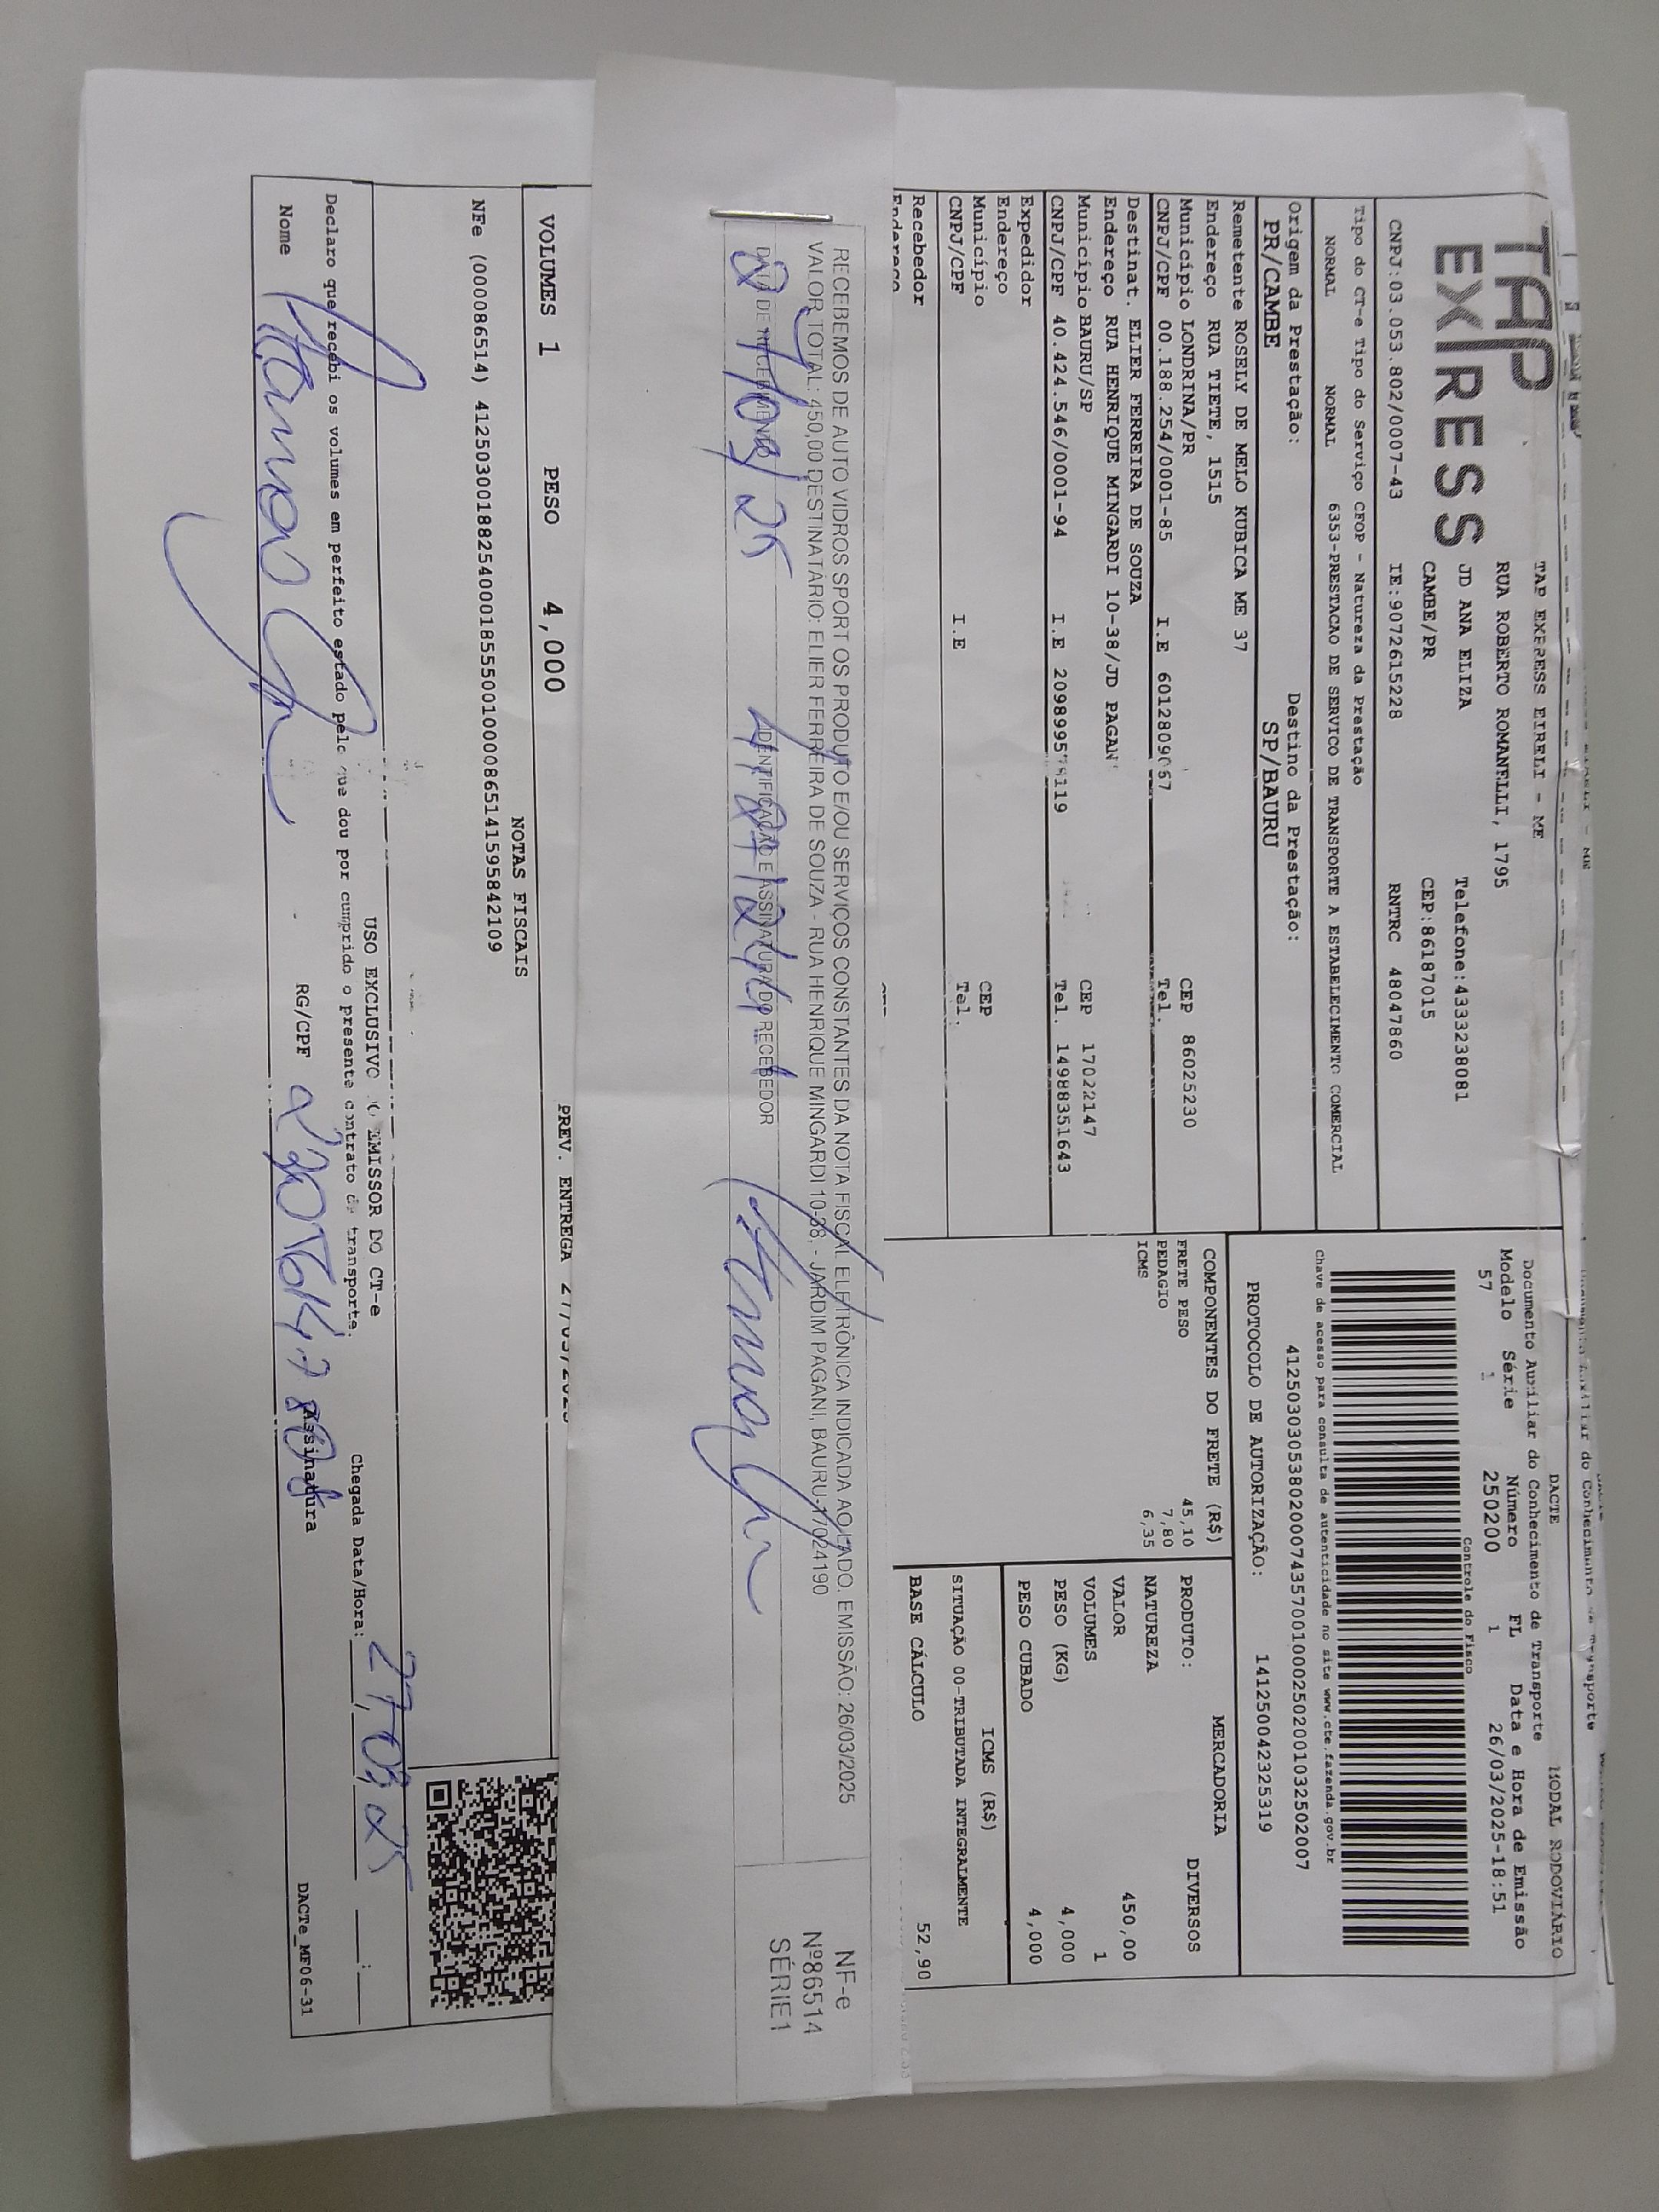 TAP
EXPRESS
TAP EXPRESS EIRELI - ME
RUA ROBERTO ROMANELLI, 1795
JD ANA ELIZA
Telefone:4333238081
CAMBE/PR
CEP:86187015
CNPJ:03.053.802/0007-43
IE:9072615228
RNTRC 48047860
DACTE
MODAL RODOVIÁRIO
Documento Auxiliar do Conhecimento de Transporte
Modelo Série Número FL Data e Hora de Emissão
57 1 250200 1 26/03/2025-18:51
Controle do Fisco
Chave de acesso para consulta de autenticidade no site www.cte.fazenda.gov.br
41250303053802000743570010002502001032502007
PROTOCOLO DE AUTORIZAÇÃO: 141250042325319
Tipo do CT-e Tipo do Serviço CFOP - Natureza da Prestação
NORMAL NORMAL 6353-PRESTACAO DE SERVICO DE TRANSPORTE A ESTABELECIMENTO COMERCIAL
Origem da Prestação: Destino da Prestação:
PR/CAMBE SP/BAURU
Remetente ROSELY DE MELO KUBICA ME 37
Endereço RUA TIETE, 1515
Município LONDRINA/PR CEP 86025230
CNPJ/CPF 00.188.254/0001-85 I.E Tel.
Destinat. ELIER FERREIRA DE SOUZA
Endereço RUA HENRIQUE MINGARDI 10-38/JD PAGAN
Município BAURU/SP CEP 17022147
CNPJ/CPF 40.424.546/0001-94 I.E Tel. 14988351643
Expedidor
Endereço
Município CEP
CNPJ/CPF I.E Tel.
Recebedor
Endereço
COMPONENTES DO FRETE (R$)
FRETE PESO 45,10
PEDAGIO 7,80
ICMS 6,35
MERCADORIA
PRODUTO: DIVERSOS
NATUREZA
VALOR 450,00
VOLUMES 1
PESO (KG) 4,000
PESO CUBADO 4,000
ICMS (R$)
SITUAÇÃO 00-TRIBUTADA INTEGRALMENTE
BASE CÁLCULO 52,90
RECEBEMOS DE AUTO VIDROS SPORT OS PRODUTO E/OU SERVIÇOS CONSTANTES DA NOTA FISCAL ELETRÔNICA INDICADA AO LADO. EMISSÃO: 26/03/2025
VALOR TOTAL: 450,00 DESTINATÁRIO: ELIER FERREIRA DE SOUZA - RUA HENRIQUE MINGARDI 10-38, - JARDIM PAGANI, BAURU-17024190
DATA DE RECEBIMENTO IDENTIFICAÇÃO E ASSINATURA DO RECEBEDOR
27/03/25
NF-e
Nº86514
SÉRIE1
PREV. ENTREGA 27/03/2025
VOLUMES 1 PESO 4,000
NOTAS FISCAIS
NFe (000086514) 41250300188254000185550010000865141595842109
USO EXCLUSIVO DO EMISSOR DO CT-e
Declaro que recebi os volumes em perfeito estado pelo que dou por cumprido o presente contrato de transporte.
Chegada Data/Hora: 27,03,25 :
Nome RG/CPF Assinatura
DACTe_MF06-31